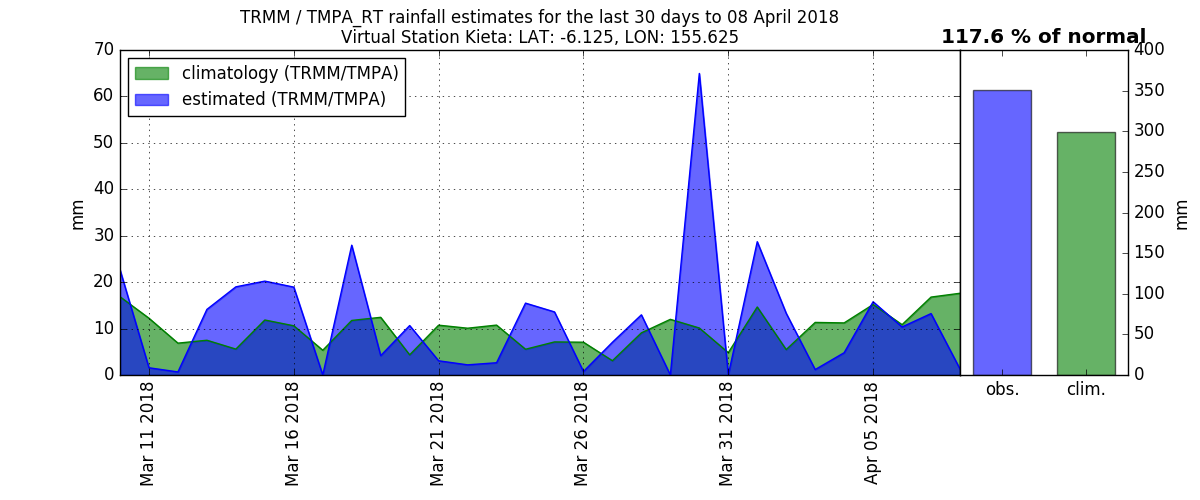 TRMM / TMPA_RT rainfall estimates for the last 30 days to 08 April 2018
Virtual Station Kieta: LAT: -6.125, LON: 155.625
117.6 % of normal
climatology (TRMM/TMPA)
estimated (TRMM/TMPA)
mm
70
60
50
40
30
20
10
0
Mar 11 2018
Mar 16 2018
Mar 21 2018
Mar 26 2018
Mar 31 2018
Apr 05 2018
obs.
clim.
400
350
300
250
200
150
100
50
0
mm